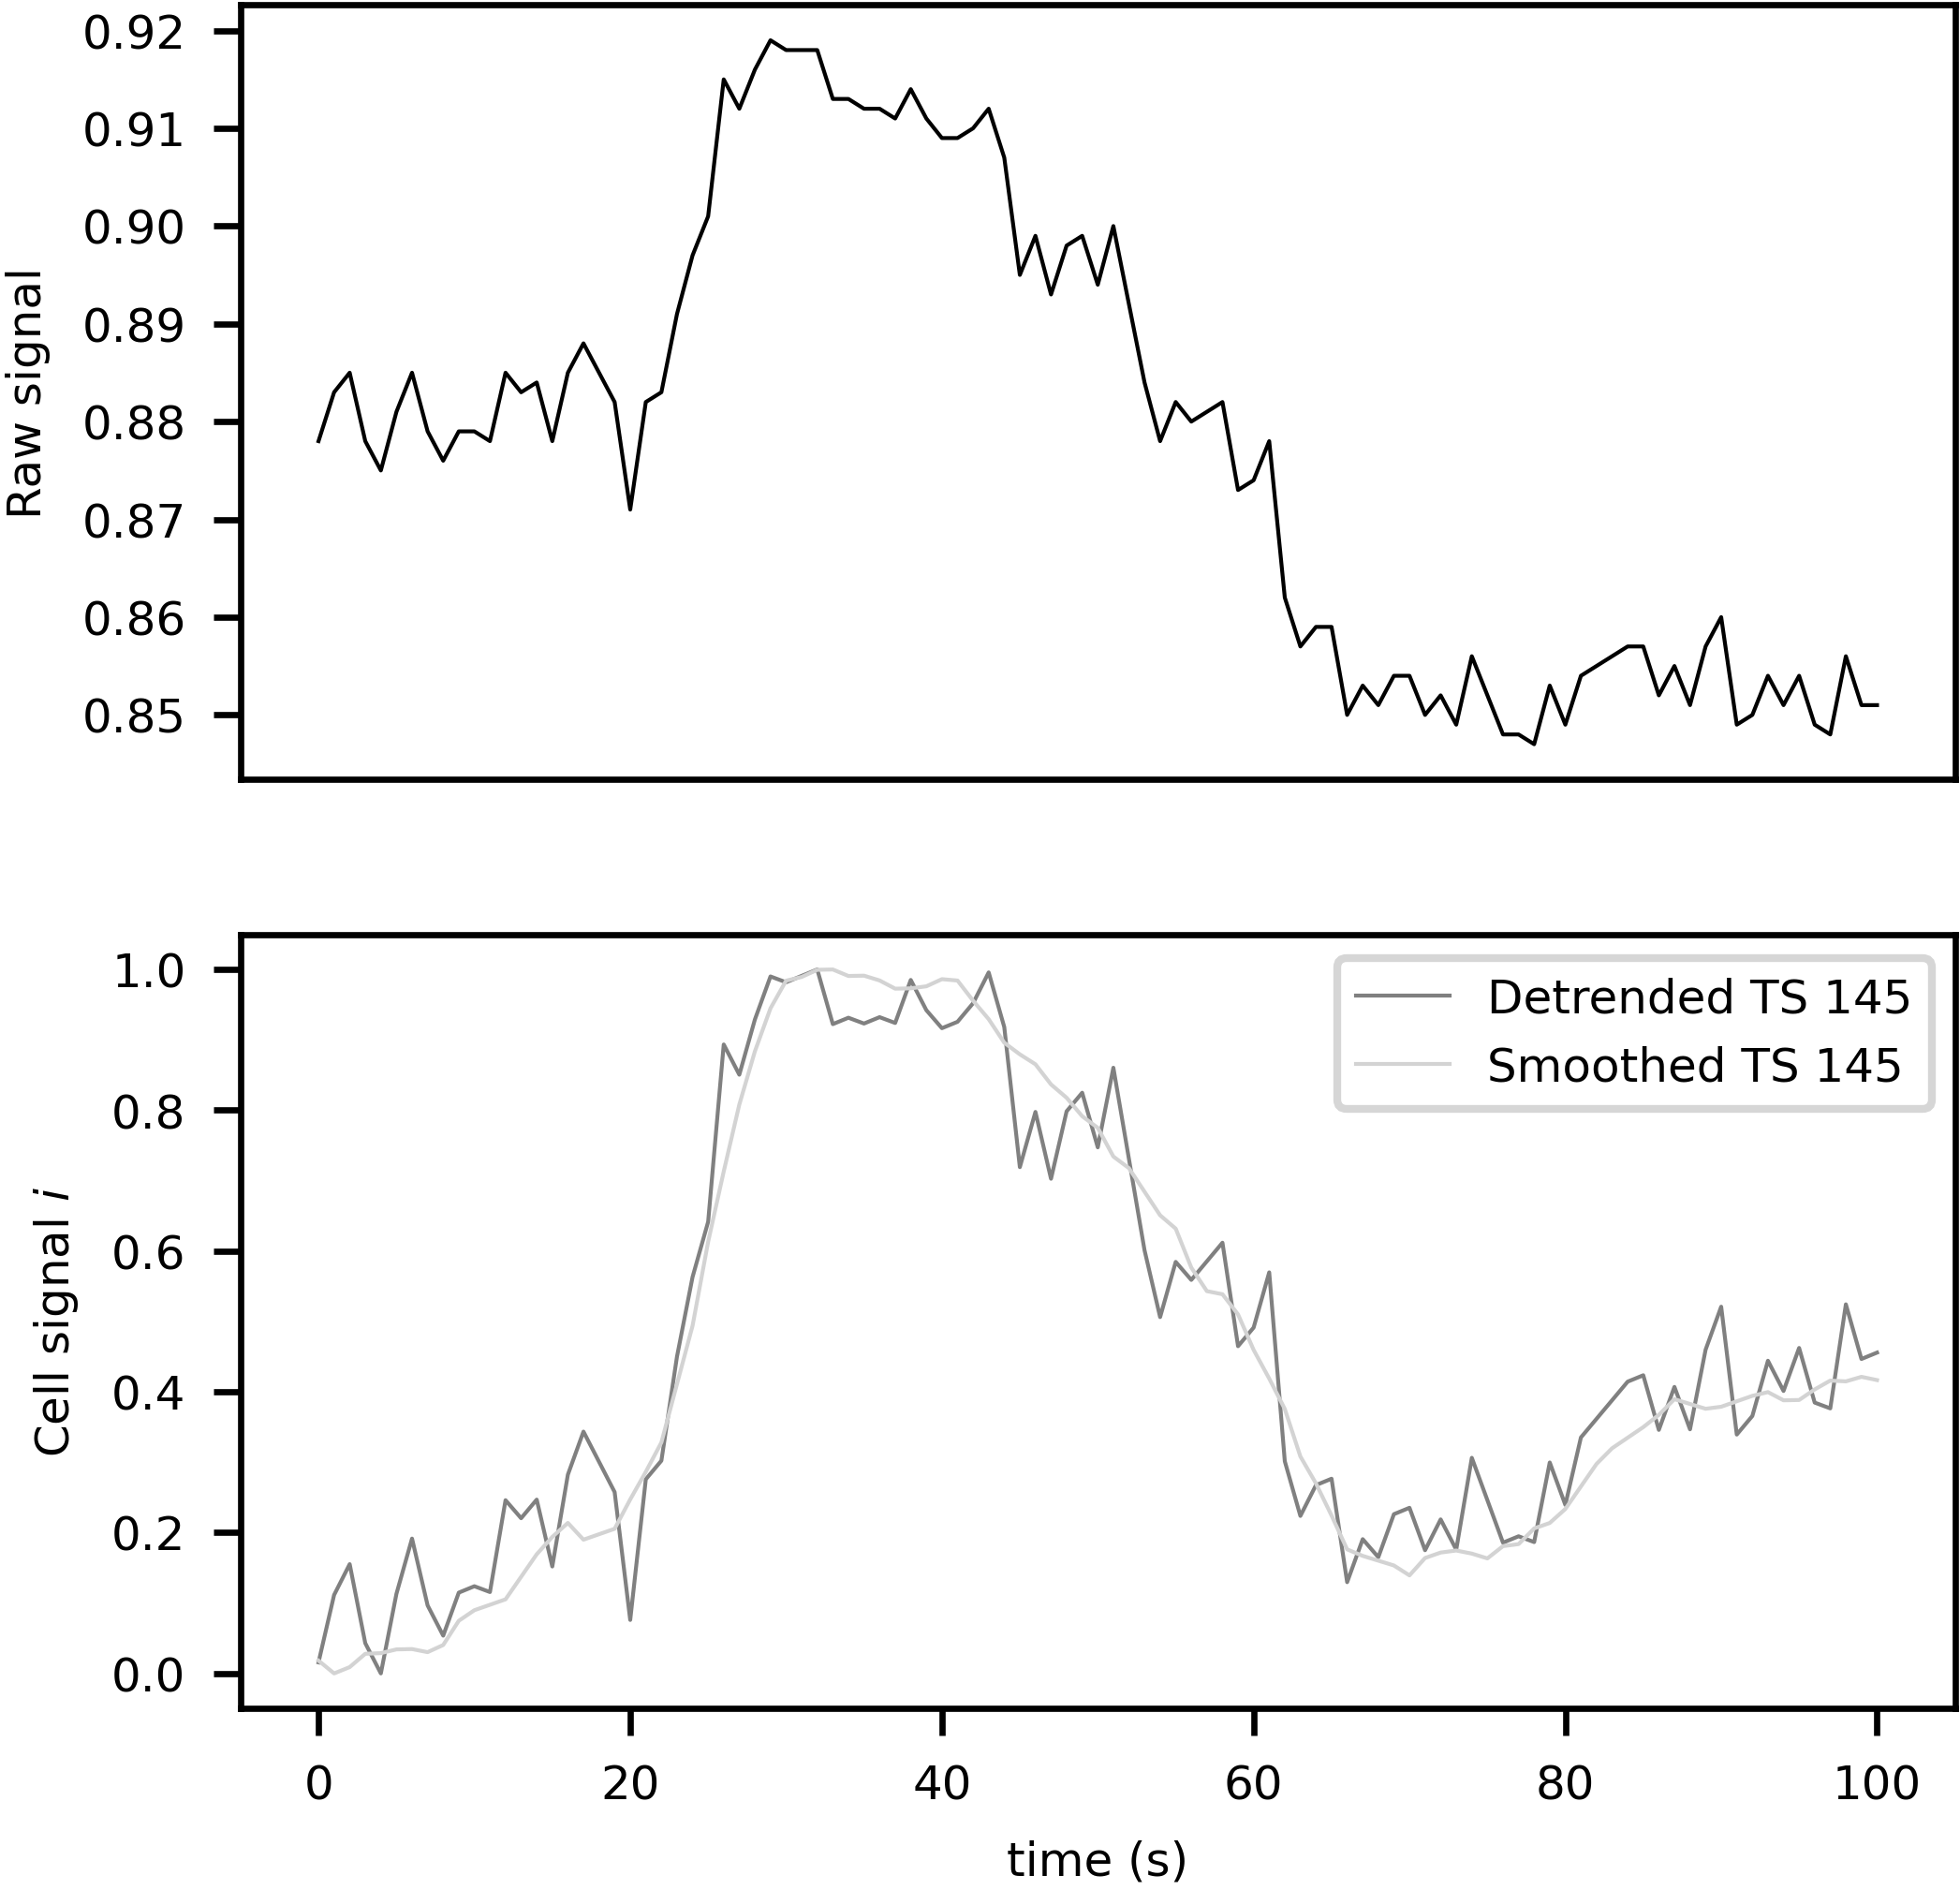 0.92
0.91
0.90
0.89
0.88
0.87
0.86
0.85
Raw signal
1.0
0.8
0.6
0.4
0.2
0.0
Cell signal i
Detrended TS 145
Smoothed TS 145
0 20 40 60 80 100
time (s)